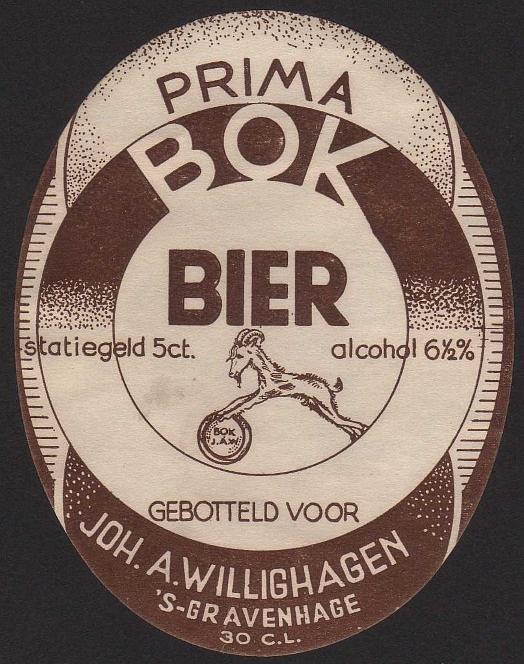 PRIMA
BOK
BIER
statiegeld 5ct. alcohol 6½%
BOK
J.A.W
GEBOTTELD VOOR
JOH. A. WILLIGHAGEN
'S-GRAVENHAGE
30 C.L.